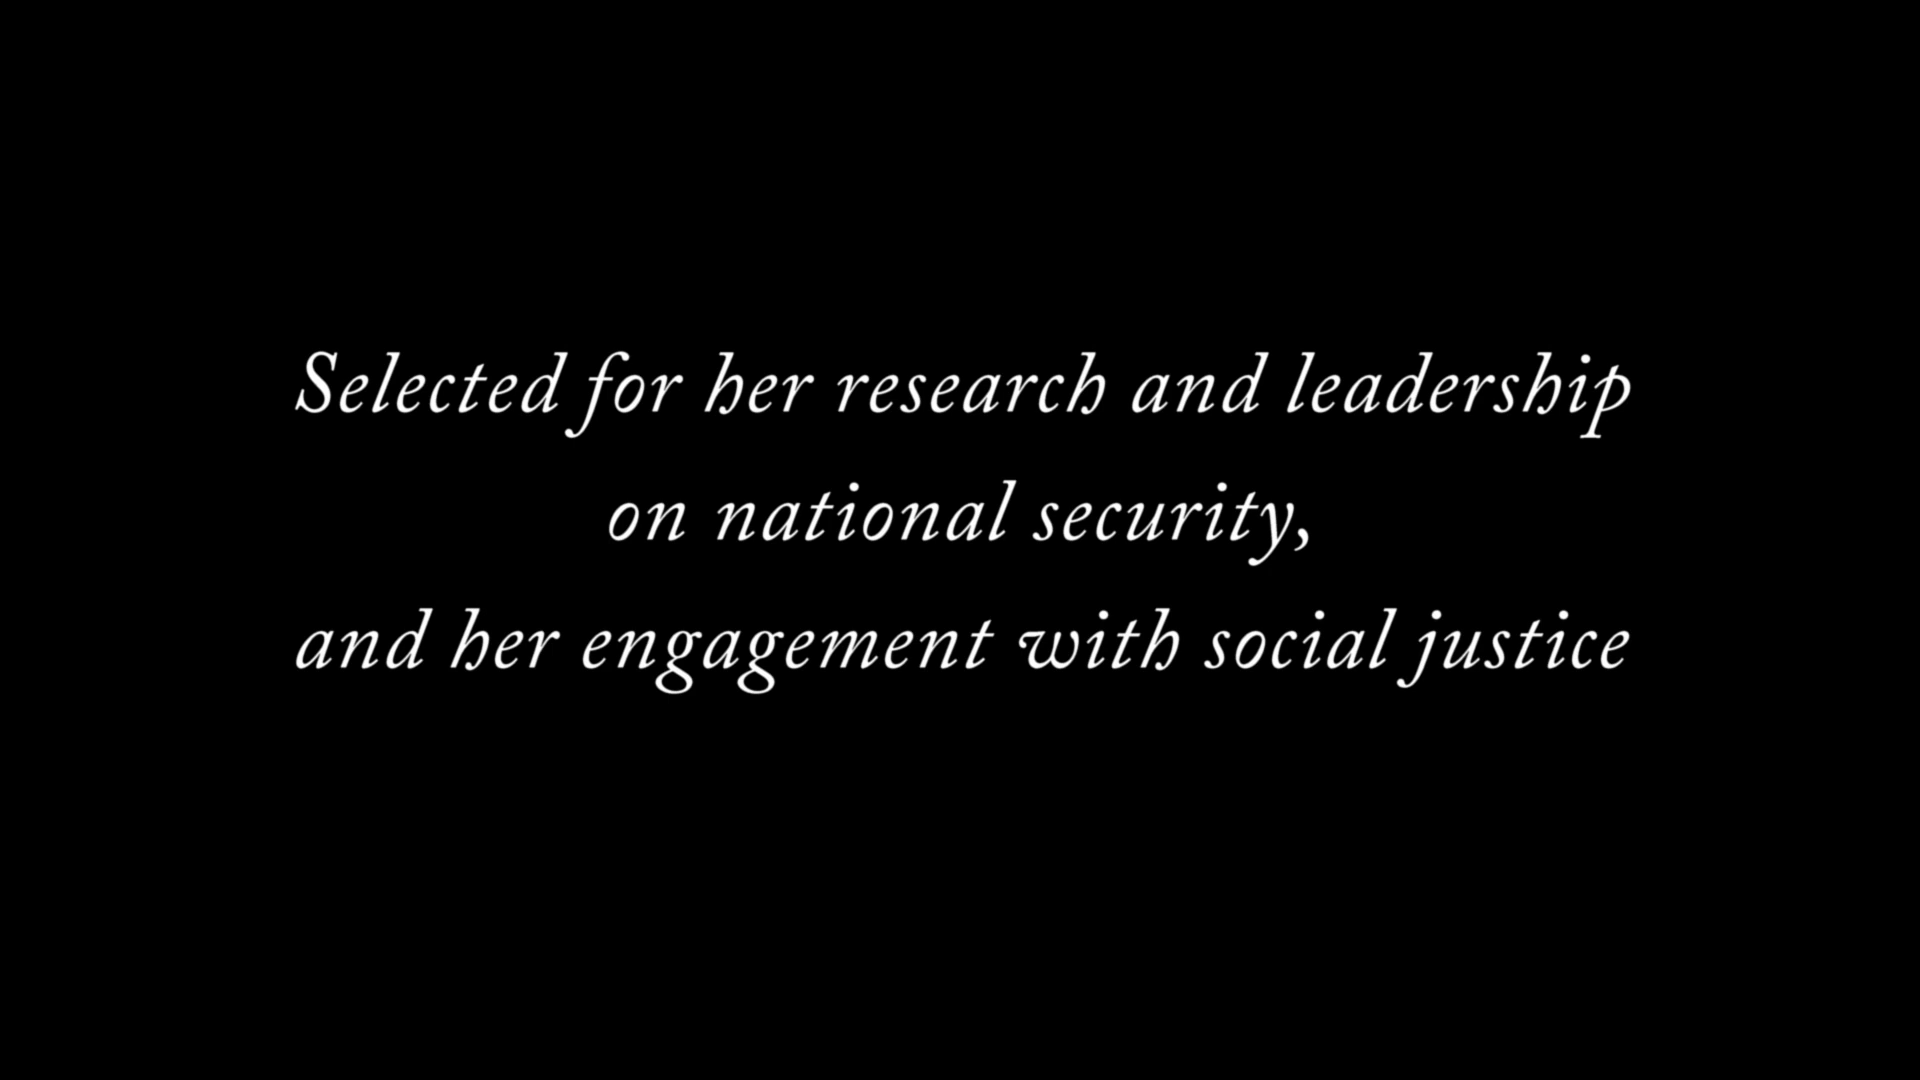 Selected for her research and leadership
on national security,
and her engagement with social justice